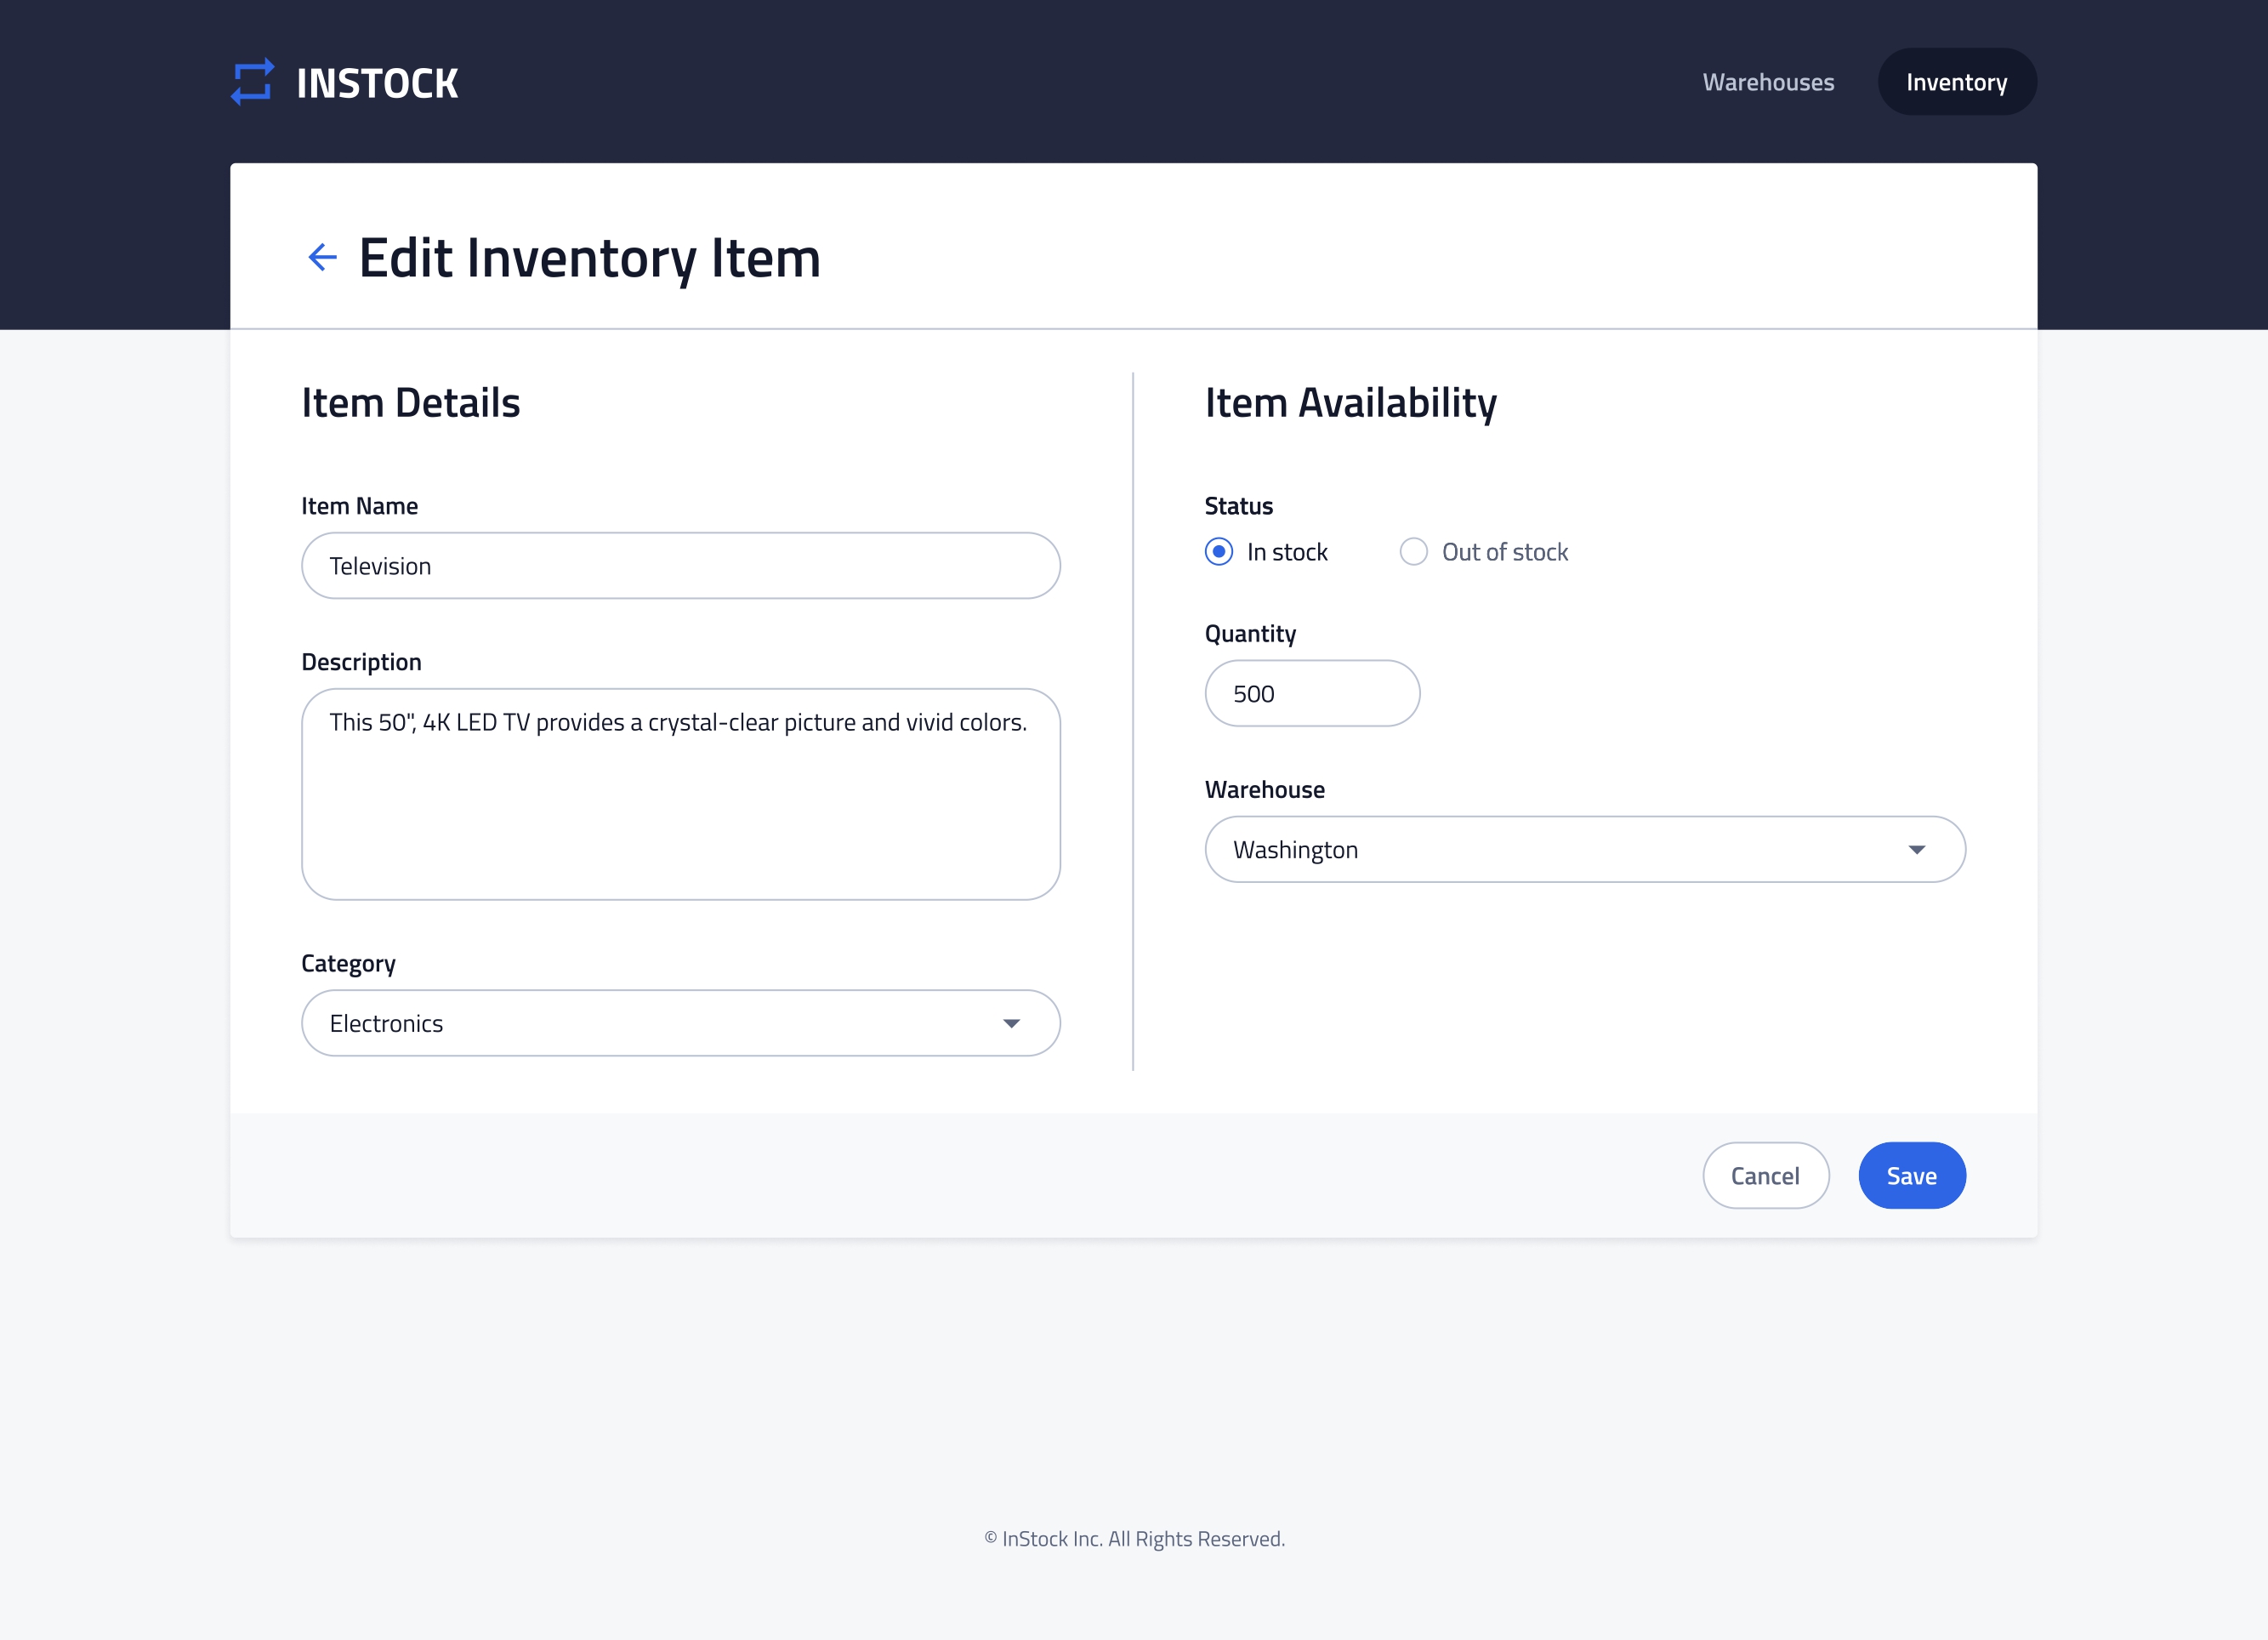 INSTOCK
Warehouses
Inventory
Edit Inventory Item
Item Details
Item Name
Television
Description
This 50", 4K LED TV provides a crystal-clear picture and vivid colors.
Category
Electronics
Item Availability
Status
In stock
Out of stock
Quantity
500
Warehouse
Washington
Cancel
Save
© InStock Inc. All Rights Reserved.